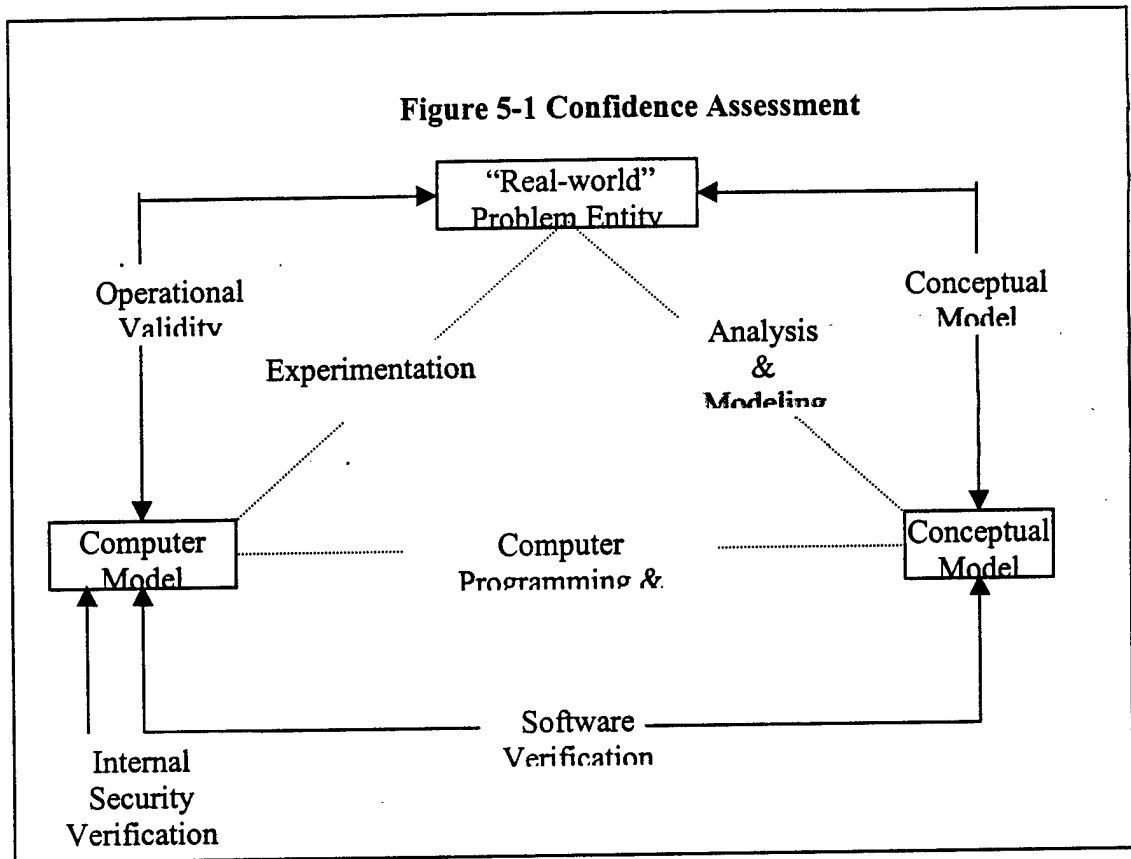 Figure 5-1 Confidence Assessment
“Real-world”
Problem Entity
Operational
Validity
Conceptual
Model
Experimentation
Analysis
&
Modeling
Computer
Model
Computer
Programming &
Conceptual
Model
Software
Verification
Internal
Security
Verification